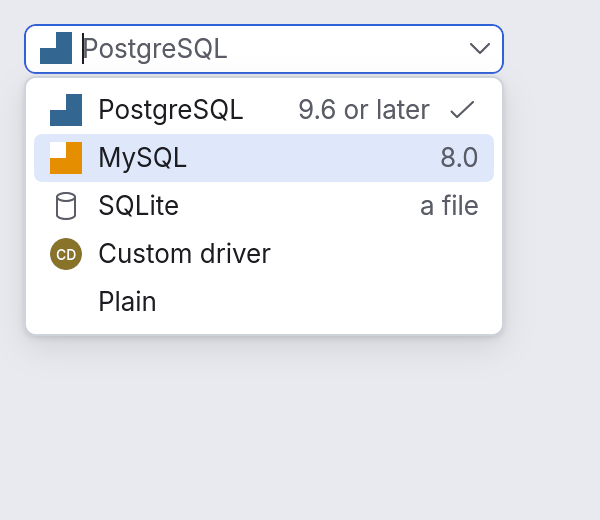 PostgreSQL
PostgreSQL 9.6 or later
MySQL 8.0
SQLite a file
CD Custom driver
Plain